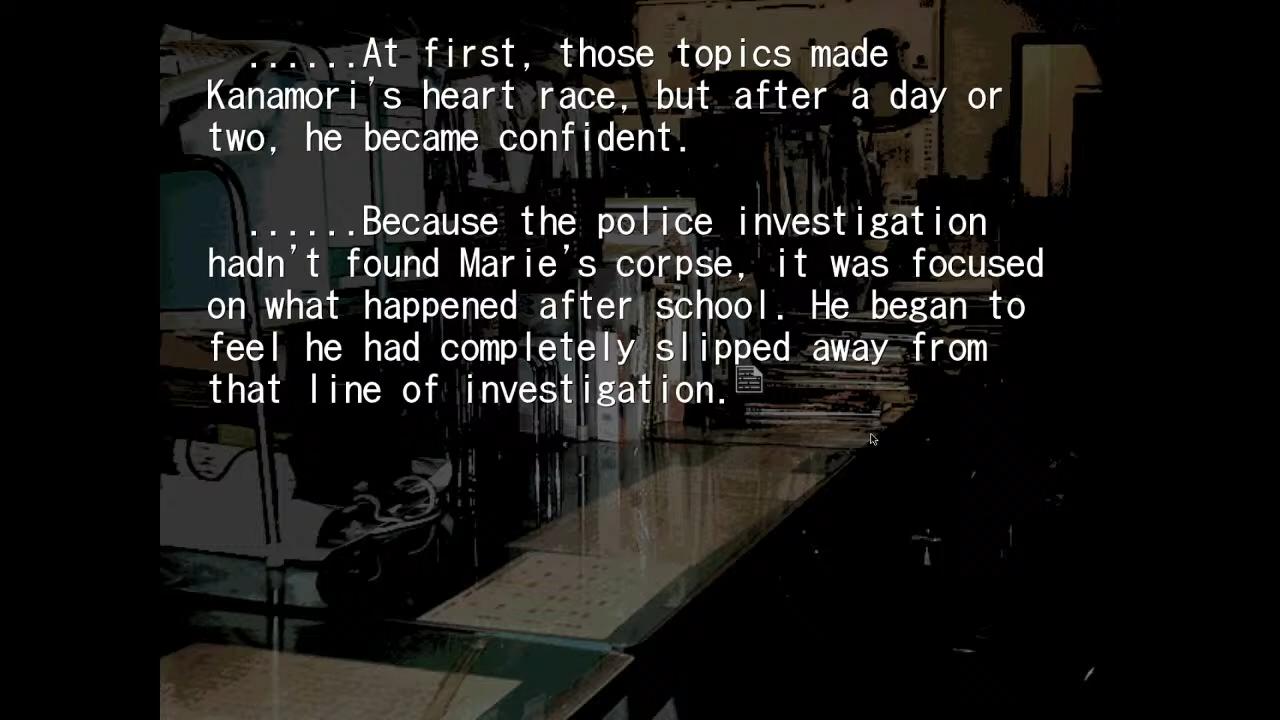 ......At first, those topics made
Kanamori's heart race, but after a day or
two, he became confident.
......Because the police investigation
hadn't found Marie's corpse, it was focused
on what happened after school. He began to
feel he had completely slipped away from
that line of investigation.